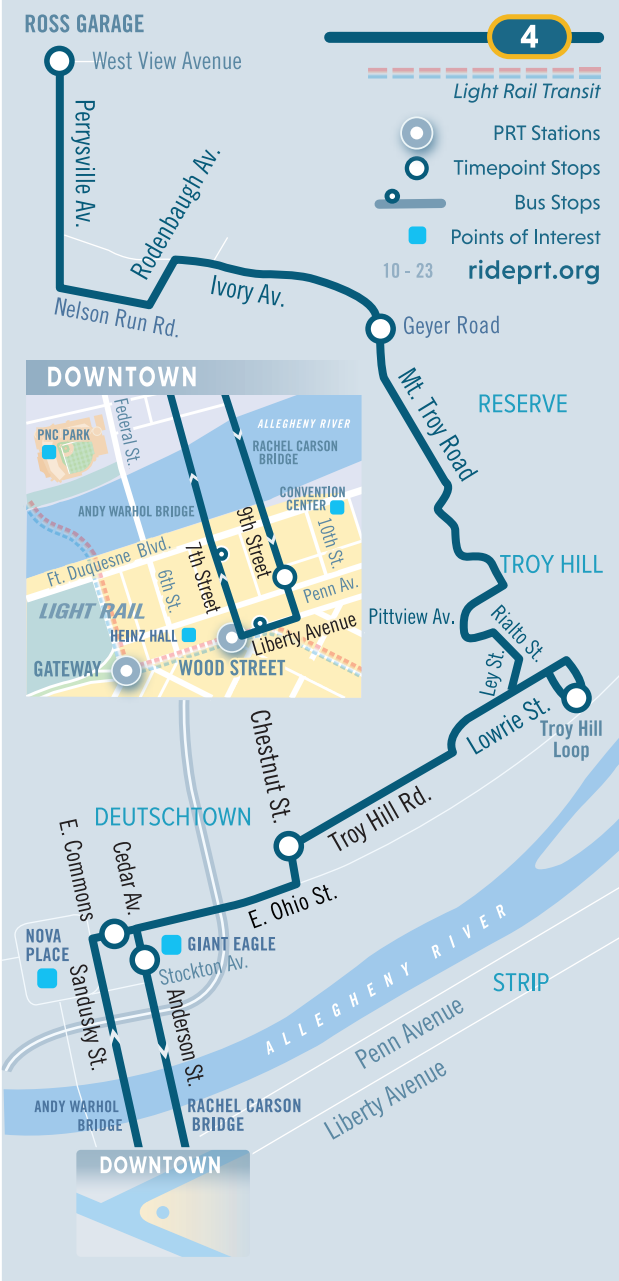 ROSS GARAGE
West View Avenue
4
Light Rail Transit
PRT Stations
Timepoint Stops
Bus Stops
Points of Interest
10 - 23
rideprt.org
Perrysville Av.
Rodenbaugh Av.
Nelson Run Rd.
Ivory Av.
Geyer Road
Mt. Troy Road
RESERVE
TROY HILL
DOWNTOWN
PNC PARK
Federal St.
ALLEGHENY RIVER
RACHEL CARSON
BRIDGE
ANDY WARHOL BRIDGE
CONVENTION
CENTER
9th Street
10th St.
Ft. Duquesne Blvd.
7th Street
6th St.
Penn Av.
LIGHT RAIL
HEINZ HALL
Liberty Avenue
GATEWAY
WOOD STREET
Pittview Av.
Rialto St.
Ley St.
Lowrie St.
Troy Hill
Loop
Chestnut St.
Troy Hill Rd.
DEUTSCHTOWN
E. Commons
Cedar Av.
E. Ohio St.
NOVA
PLACE
GIANT EAGLE
Stockton Av.
Sandusky St.
Anderson St.
ALLEGHENY RIVER
STRIP
Penn Avenue
Liberty Avenue
ANDY WARHOL
BRIDGE
RACHEL CARSON
BRIDGE
DOWNTOWN